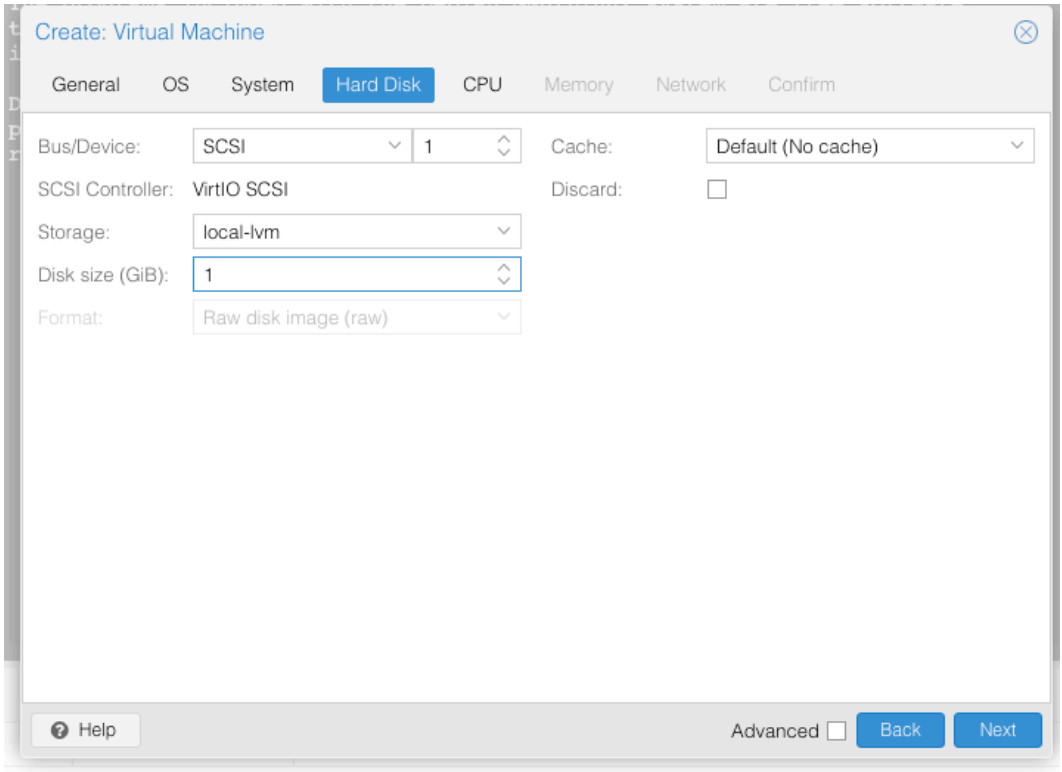 Create: Virtual Machine
General OS System Hard Disk CPU Memory Network Confirm
Bus/Device: SCSI 1 Cache: Default (No cache)
SCSI Controller: VirtIO SCSI Discard:
Storage: local-lvm
Disk size (GiB): 1
Format: Raw disk image (raw)
Help Advanced Back Next